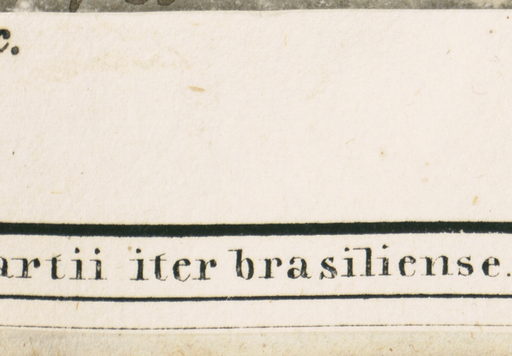 c.
artii iter brasiliense.